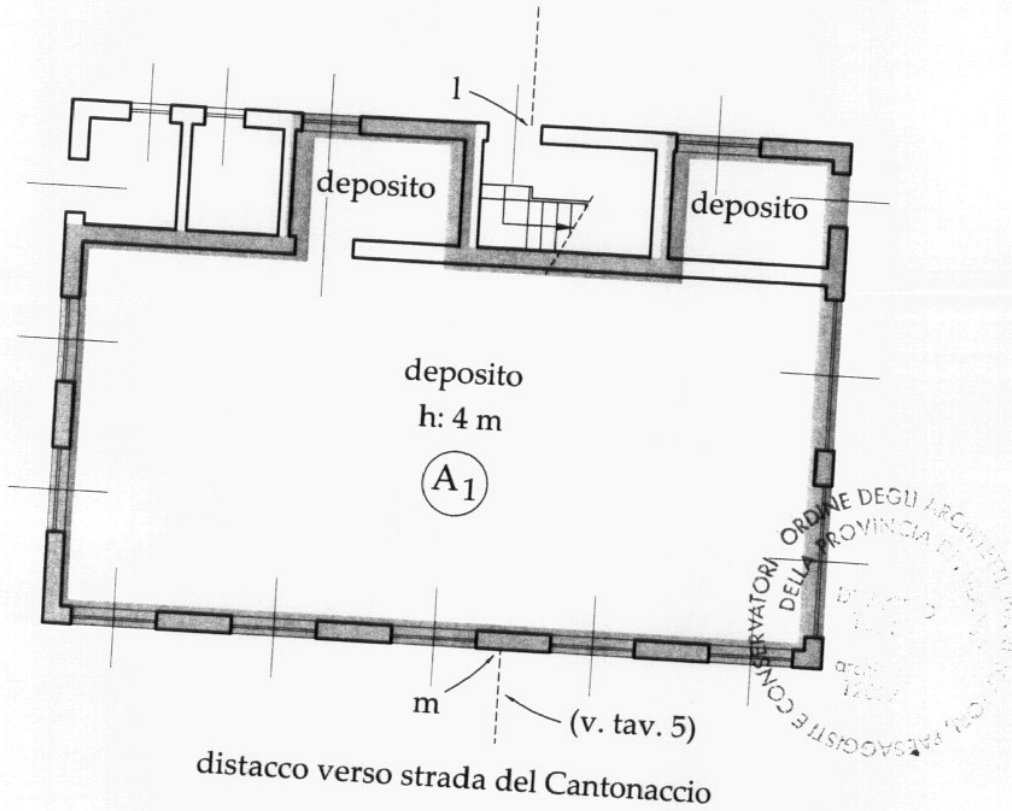 l
deposito
deposito
deposito
h: 4 m
A1
ORDINE DEGLI ARCHITETTI
DELLA PROVINCIA DI
PAESAGGISTI E CONSERVATORI
m
(v. tav. 5)
distacco verso strada del Cantonaccio